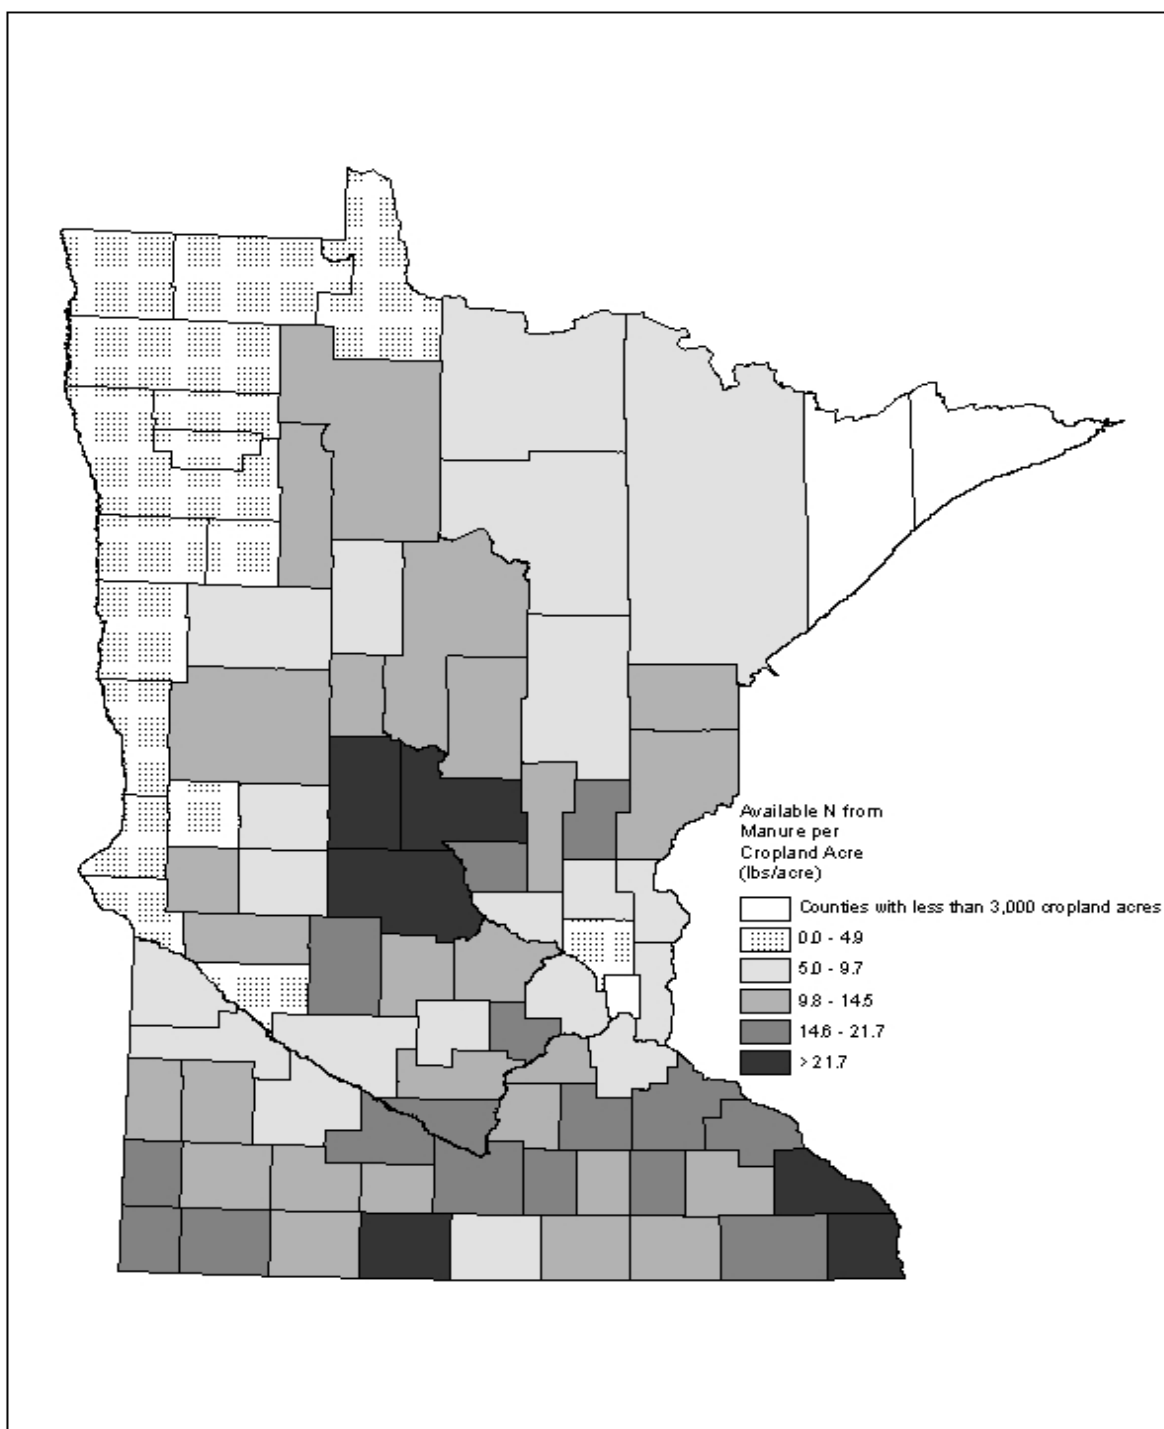 Available N from
Manure per
Cropland Acre
(lbs/acre)
Counties with less than 3,000 cropland acres
0.0 - 4.9
5.0 - 9.7
9.8 - 14.5
14.6 - 21.7
> 21.7